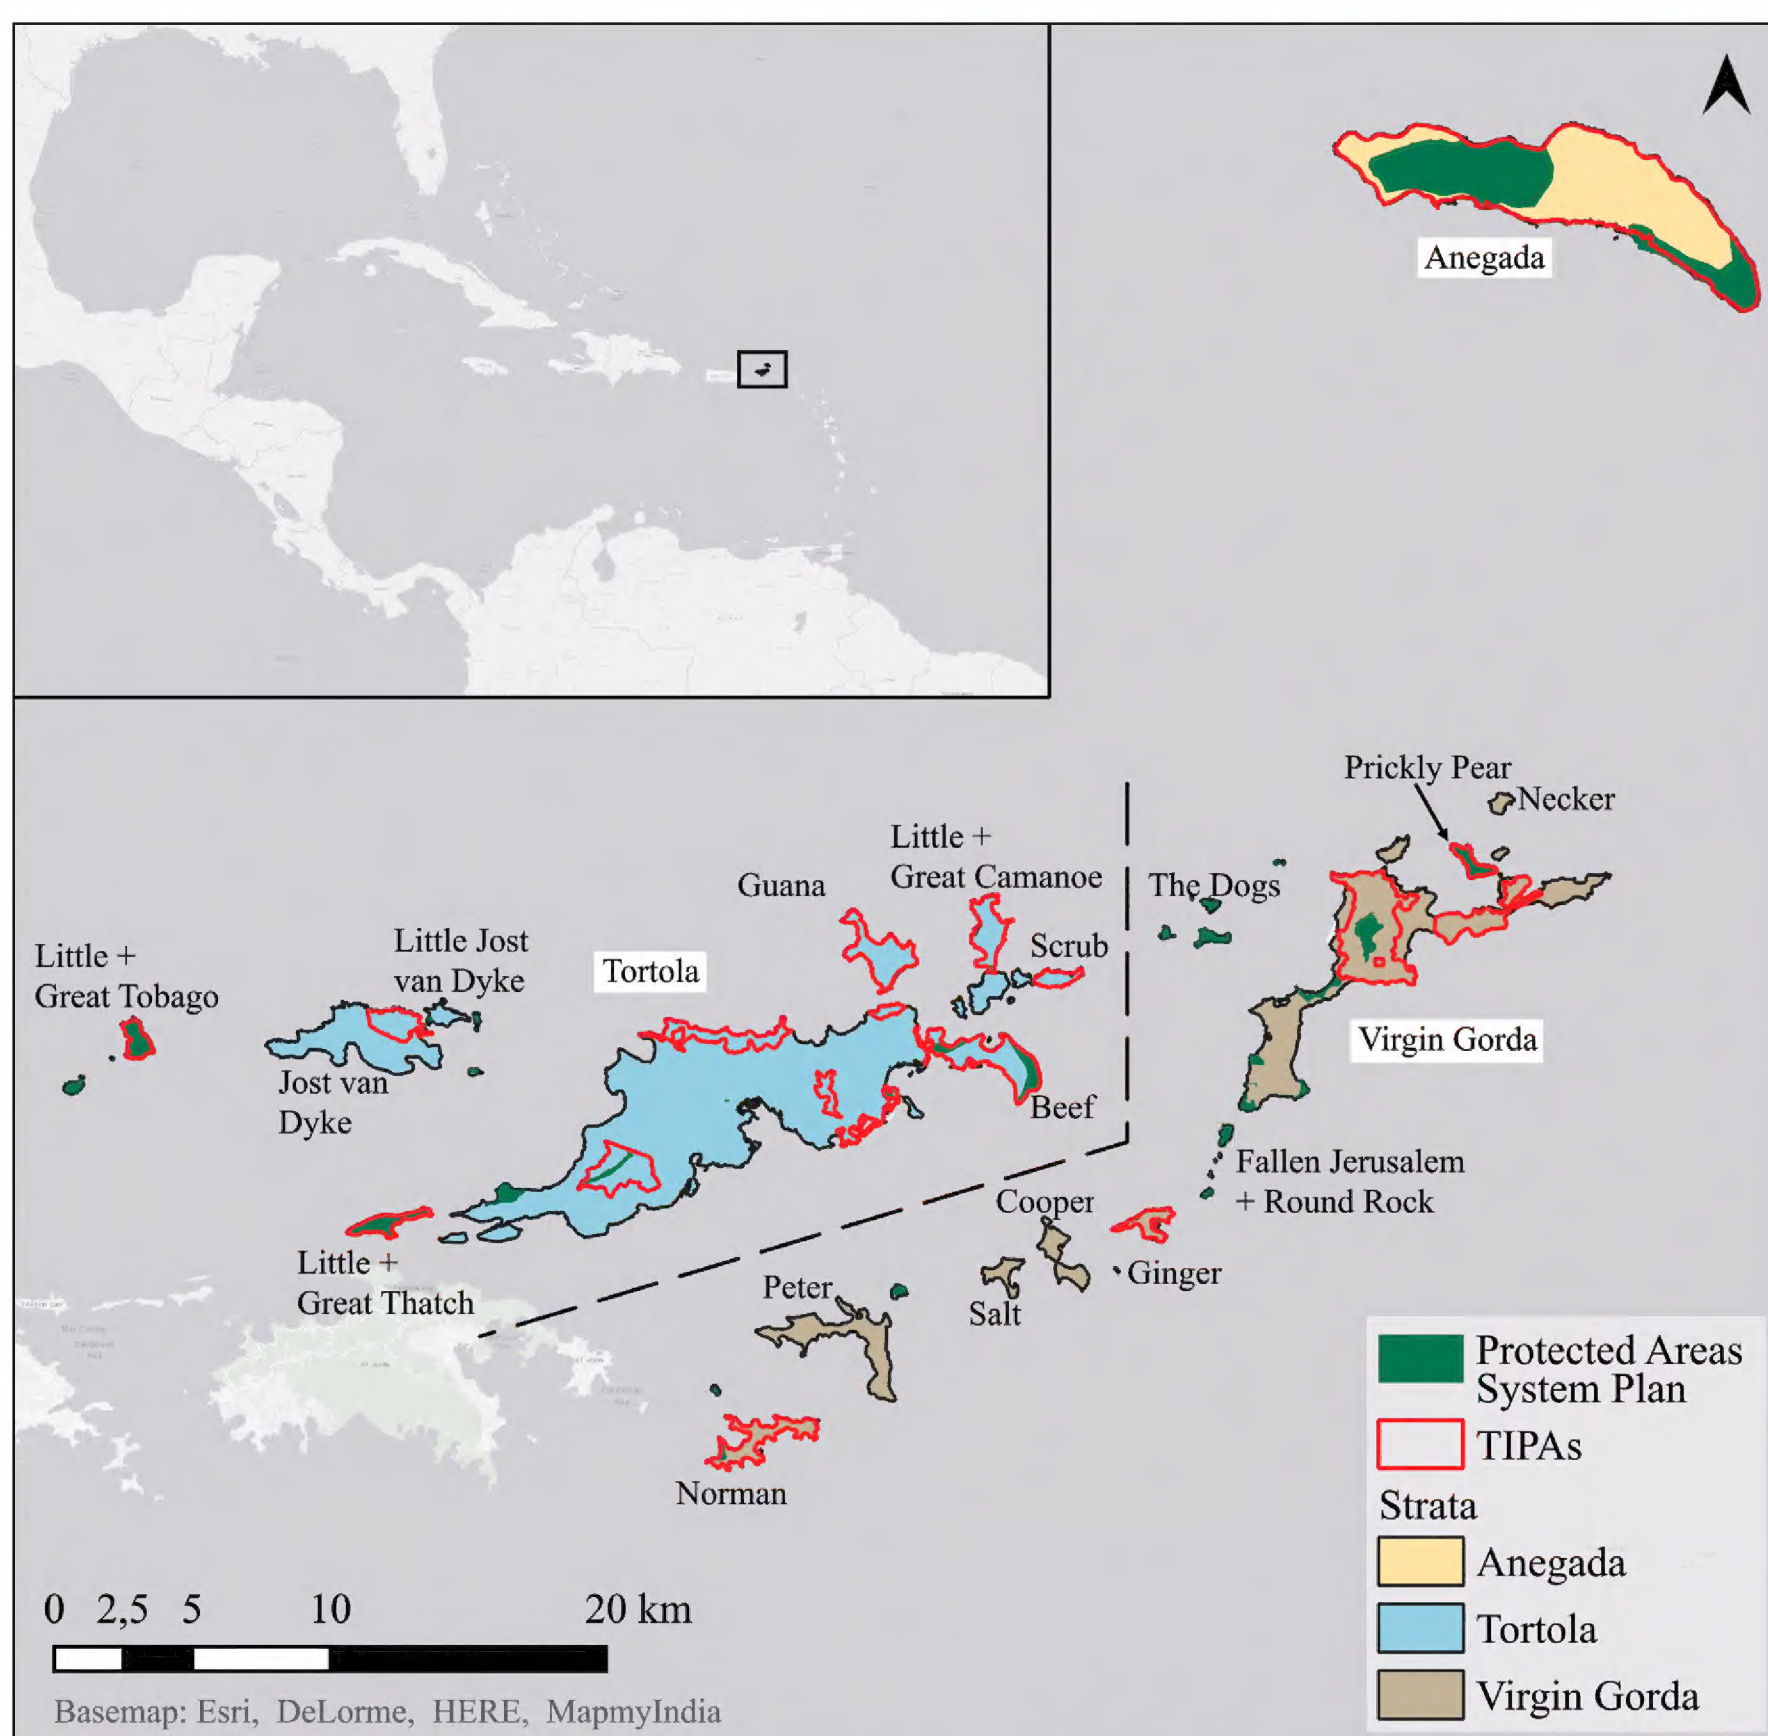 Anegada
Prickly Pear
Necker
Little +
Great Camanoe
Guana
The Dogs
Scrub
Little Jost
van Dyke
Tortola
Little +
Great Tobago
Virgin Gorda
Jost van
Dyke
Beef
Fallen Jerusalem
+ Round Rock
Cooper
Little +
Great Thatch
Peter
Ginger
Salt
Norman
Protected Areas
System Plan
TIPAs
Strata
Anegada
Tortola
Virgin Gorda
0 2,5 5 10 20 km
Basemap: Esri, DeLorme, HERE, MapmyIndia